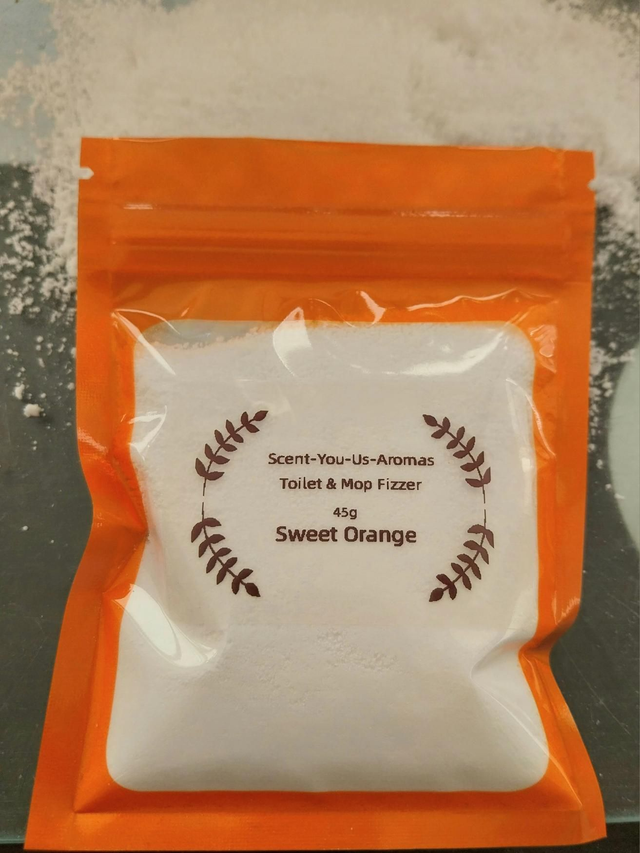 Scent-You-Us-Aromas
Toilet & Mop Fizzer
45g
Sweet Orange